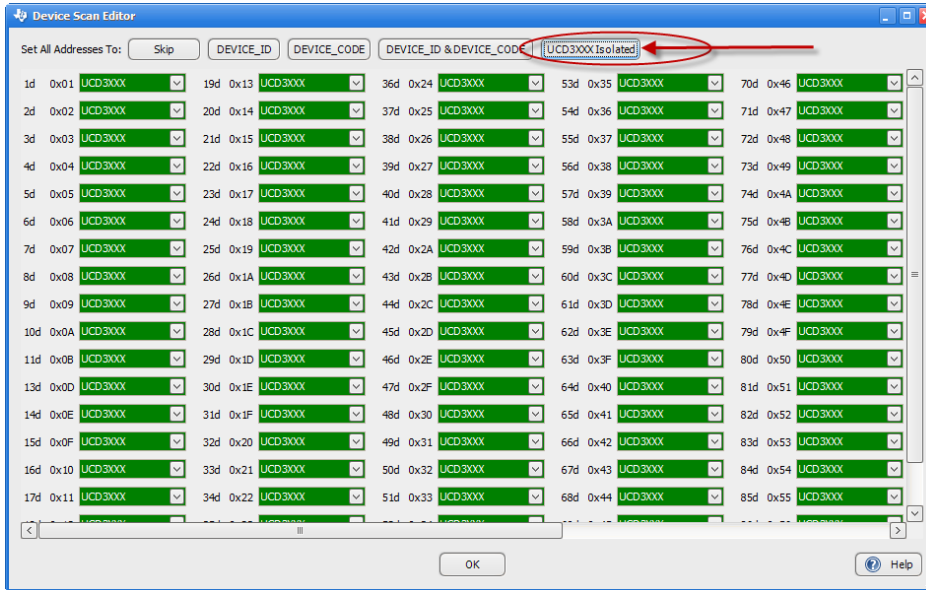 Device Scan Editor
Set All Addresses To: Skip DEVICE_ID DEVICE_CODE DEVICE_ID & DEVICE_CODE UCD3XXX Isolated
1d 0x01 UCD3XXX 19d 0x13 UCD3XXX 36d 0x24 UCD3XXX 53d 0x35 UCD3XXX 70d 0x46 UCD3XXX
2d 0x02 UCD3XXX 20d 0x14 UCD3XXX 37d 0x25 UCD3XXX 54d 0x36 UCD3XXX 71d 0x47 UCD3XXX
3d 0x03 UCD3XXX 21d 0x15 UCD3XXX 38d 0x26 UCD3XXX 55d 0x37 UCD3XXX 72d 0x48 UCD3XXX
4d 0x04 UCD3XXX 22d 0x16 UCD3XXX 39d 0x27 UCD3XXX 56d 0x38 UCD3XXX 73d 0x49 UCD3XXX
5d 0x05 UCD3XXX 23d 0x17 UCD3XXX 40d 0x28 UCD3XXX 57d 0x39 UCD3XXX 74d 0x4A UCD3XXX
6d 0x06 UCD3XXX 24d 0x18 UCD3XXX 41d 0x29 UCD3XXX 58d 0x3A UCD3XXX 75d 0x4B UCD3XXX
7d 0x07 UCD3XXX 25d 0x19 UCD3XXX 42d 0x2A UCD3XXX 59d 0x3B UCD3XXX 76d 0x4C UCD3XXX
8d 0x08 UCD3XXX 26d 0x1A UCD3XXX 43d 0x2B UCD3XXX 60d 0x3C UCD3XXX 77d 0x4D UCD3XXX
9d 0x09 UCD3XXX 27d 0x1B UCD3XXX 44d 0x2C UCD3XXX 61d 0x3D UCD3XXX 78d 0x4E UCD3XXX
10d 0x0A UCD3XXX 28d 0x1C UCD3XXX 45d 0x2D UCD3XXX 62d 0x3E UCD3XXX 79d 0x4F UCD3XXX
11d 0x0B UCD3XXX 29d 0x1D UCD3XXX 46d 0x2E UCD3XXX 63d 0x3F UCD3XXX 80d 0x50 UCD3XXX
13d 0x0D UCD3XXX 30d 0x1E UCD3XXX 47d 0x2F UCD3XXX 64d 0x40 UCD3XXX 81d 0x51 UCD3XXX
14d 0x0E UCD3XXX 31d 0x1F UCD3XXX 48d 0x30 UCD3XXX 65d 0x41 UCD3XXX 82d 0x52 UCD3XXX
15d 0x0F UCD3XXX 32d 0x20 UCD3XXX 49d 0x31 UCD3XXX 66d 0x42 UCD3XXX 83d 0x53 UCD3XXX
16d 0x10 UCD3XXX 33d 0x21 UCD3XXX 50d 0x32 UCD3XXX 67d 0x43 UCD3XXX 84d 0x54 UCD3XXX
17d 0x11 UCD3XXX 34d 0x22 UCD3XXX 51d 0x33 UCD3XXX 68d 0x44 UCD3XXX 85d 0x55 UCD3XXX
OK Help